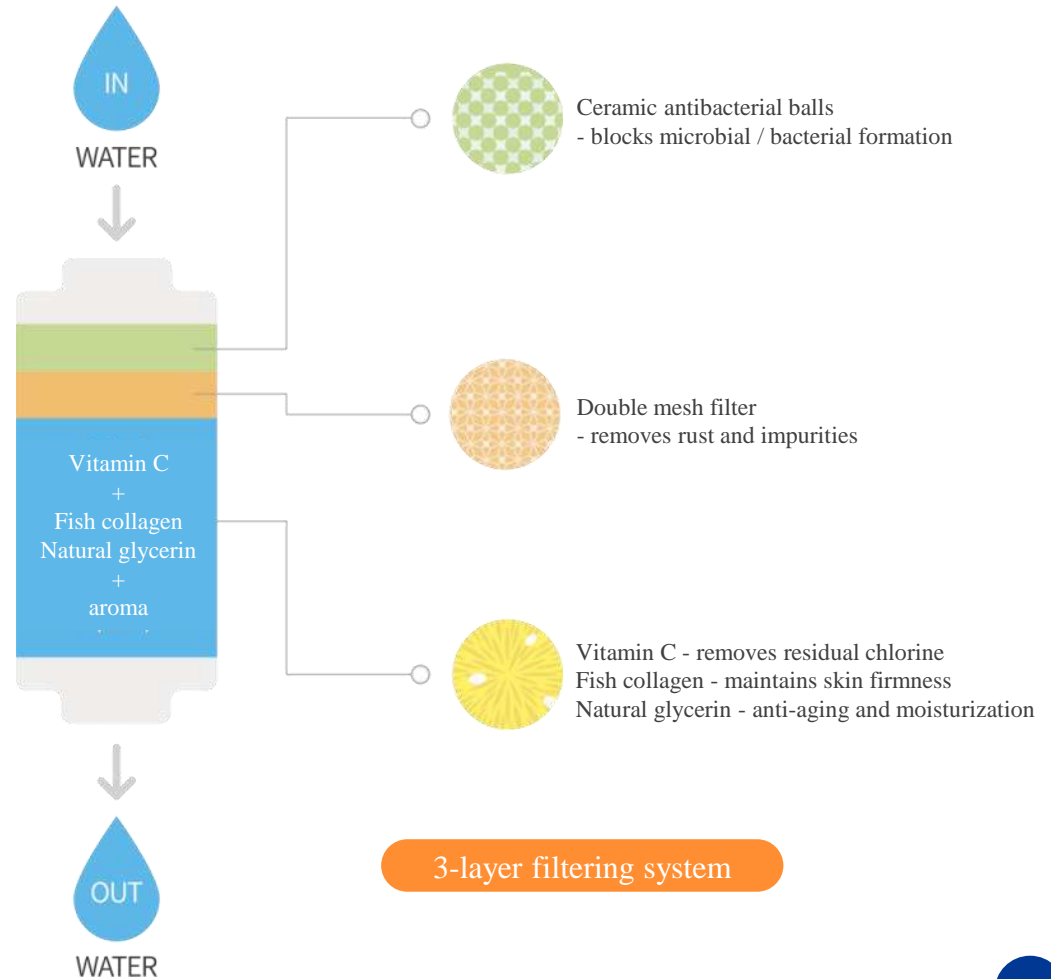 IN
WATER
Ceramic antibacterial balls
- blocks microbial / bacterial formation
Double mesh filter
- removes rust and impurities
Vitamin C
+
Fish collagen
Natural glycerin
+
aroma
Vitamin C - removes residual chlorine
Fish collagen - maintains skin firmness
Natural glycerin - anti-aging and moisturization
3-layer filtering system
OUT
WATER